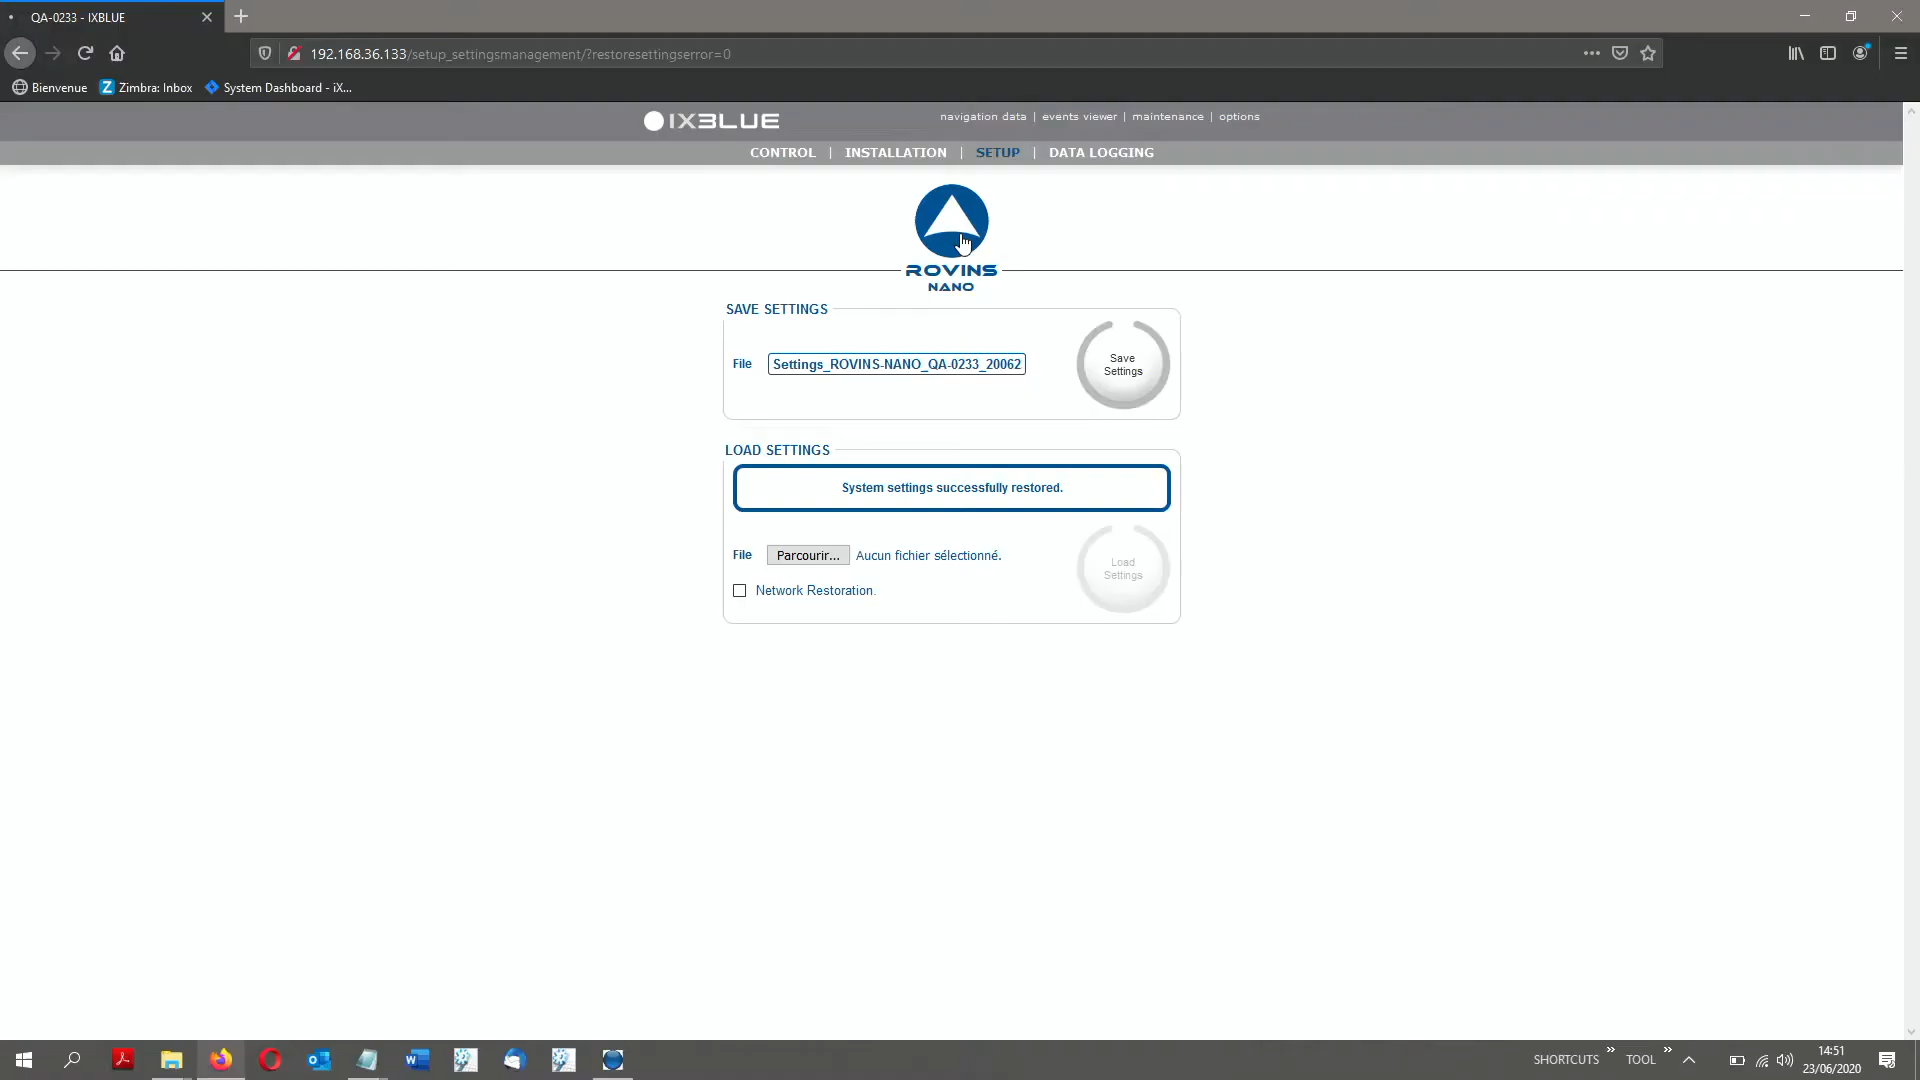 QA-0233 - IXBLUE
192.168.36.133/setup_settingsmanagement/?restoresettingserror=0
Bienvenue
Zimbra: Inbox
System Dashboard - iX...
IXBLUE
navigation data | events viewer | maintenance | options
CONTROL | INSTALLATION | SETUP | DATA LOGGING
ROVINS
NANO
SAVE SETTINGS
File
Settings_ROVINS-NANO_QA-0233_20062
Save
Settings
LOAD SETTINGS
System settings successfully restored.
File
Parcourir...
Aucun fichier sélectionné.
Load
Settings
Network Restoration.
SHORTCUTS
TOOL
14:51
23/06/2020